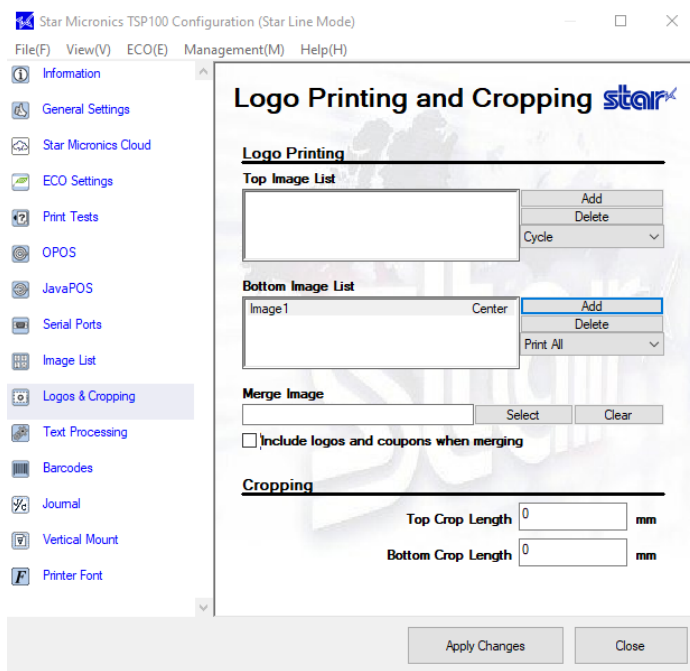 Star Micronics TSP100 Configuration (Star Line Mode)
File(F) View(V) ECO(E) Management(M) Help(H)
Information
General Settings
Star Micronics Cloud
ECO Settings
Print Tests
OPOS
JavaPOS
Serial Ports
Image List
Logos & Cropping
Text Processing
Barcodes
Journal
Vertical Mount
Printer Font
Logo Printing and Cropping star
Logo Printing
Top Image List
Add
Delete
Cycle
Bottom Image List
Image1 Center
Add
Delete
Print All
Merge Image
Select Clear
Include logos and coupons when merging
Cropping
Top Crop Length 0 mm
Bottom Crop Length 0 mm
Apply Changes Close